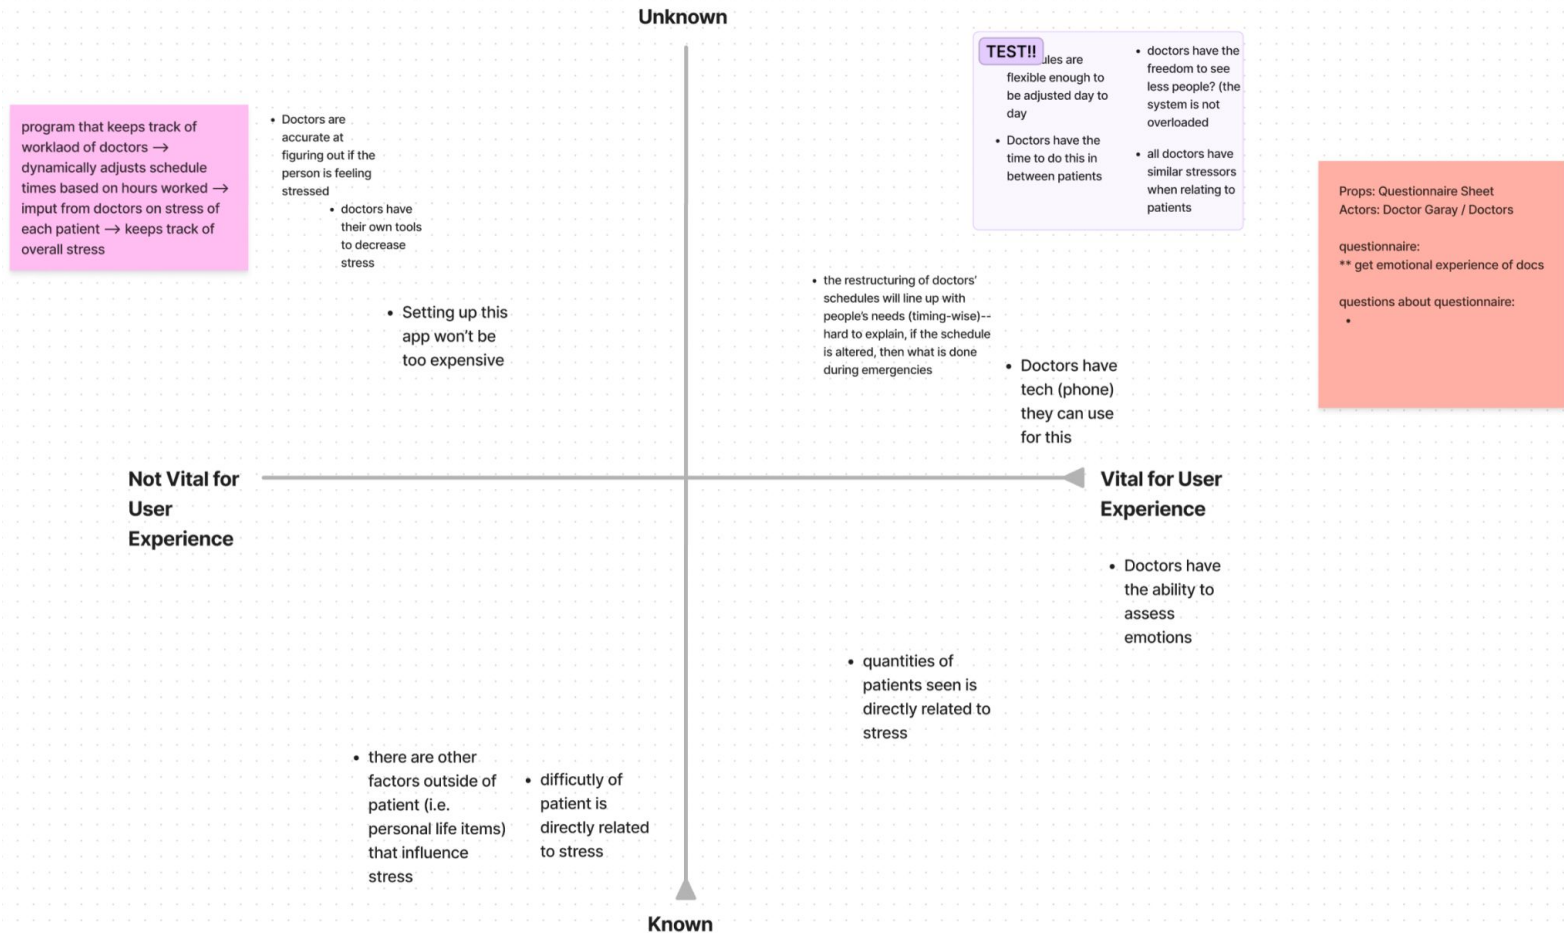 Unknown
program that keeps track of
worklaod of doctors →
dynamically adjusts schedule
times based on hours worked →
imput from doctors on stress of
each patient → keeps track of
overall stress
• Doctors are
accurate at
figuring out if the
person is feeling
stressed
• doctors have
their own tools
to decrease
stress
• Setting up this
app won't be
too expensive
TEST!!
are
flexible enough to
be adjusted day to
day
• Doctors have the
time to do this in
between patients
• doctors have the
freedom to see
less people? (the
system is not
overloaded
• all doctors have
similar stressors
when relating to
patients
• the restructuring of doctors'
schedules will line up with
people's needs (timing-wise)--
hard to explain, if the schedule
is altered, then what is done
during emergencies
• Doctors have
tech (phone)
they can use
for this
Props: Questionnaire Sheet
Actors: Doctor Garay / Doctors
questionnaire:
** get emotional experience of docs
questions about questionnaire:
•
Not Vital for
User
Experience
Vital for User
Experience
• Doctors have
the ability to
assess
emotions
• quantities of
patients seen is
directly related to
stress
• there are other
factors outside of
patient (i.e.
personal life items)
that influence
stress
• difficutly of
patient is
directly related
to stress
Known